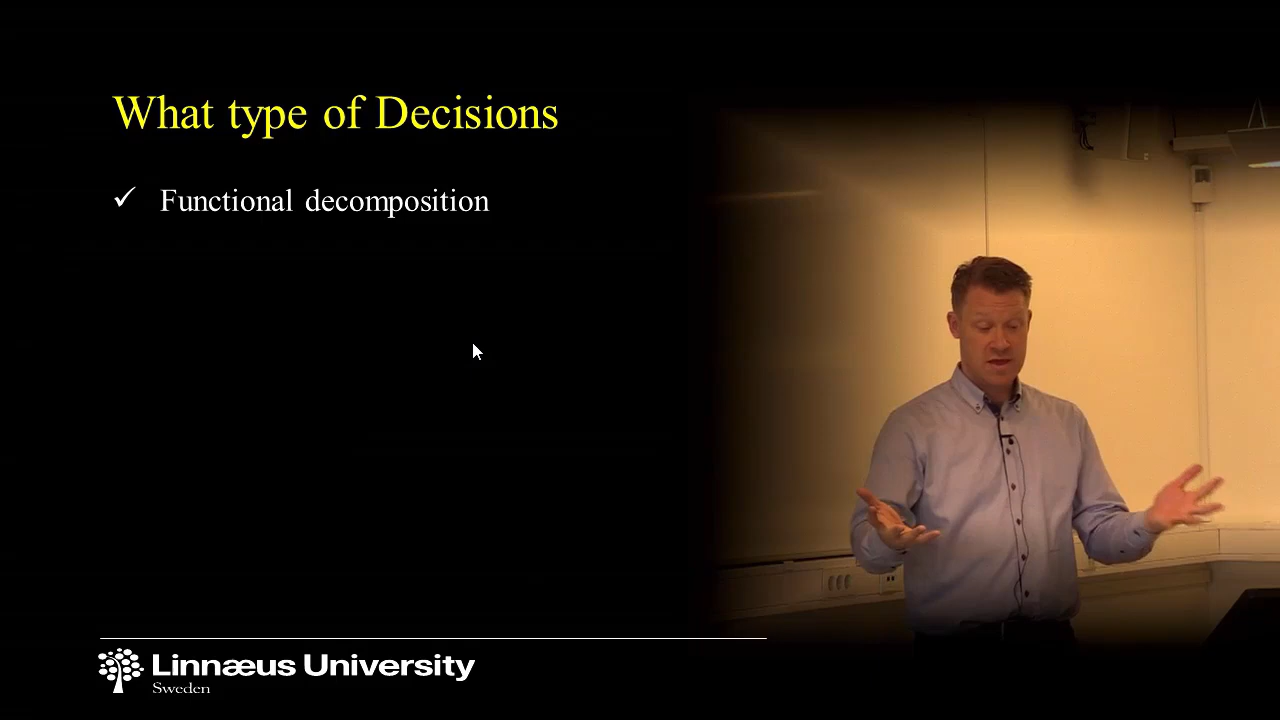 What type of Decisions
✓ Functional decomposition
Linnæus University
Sweden